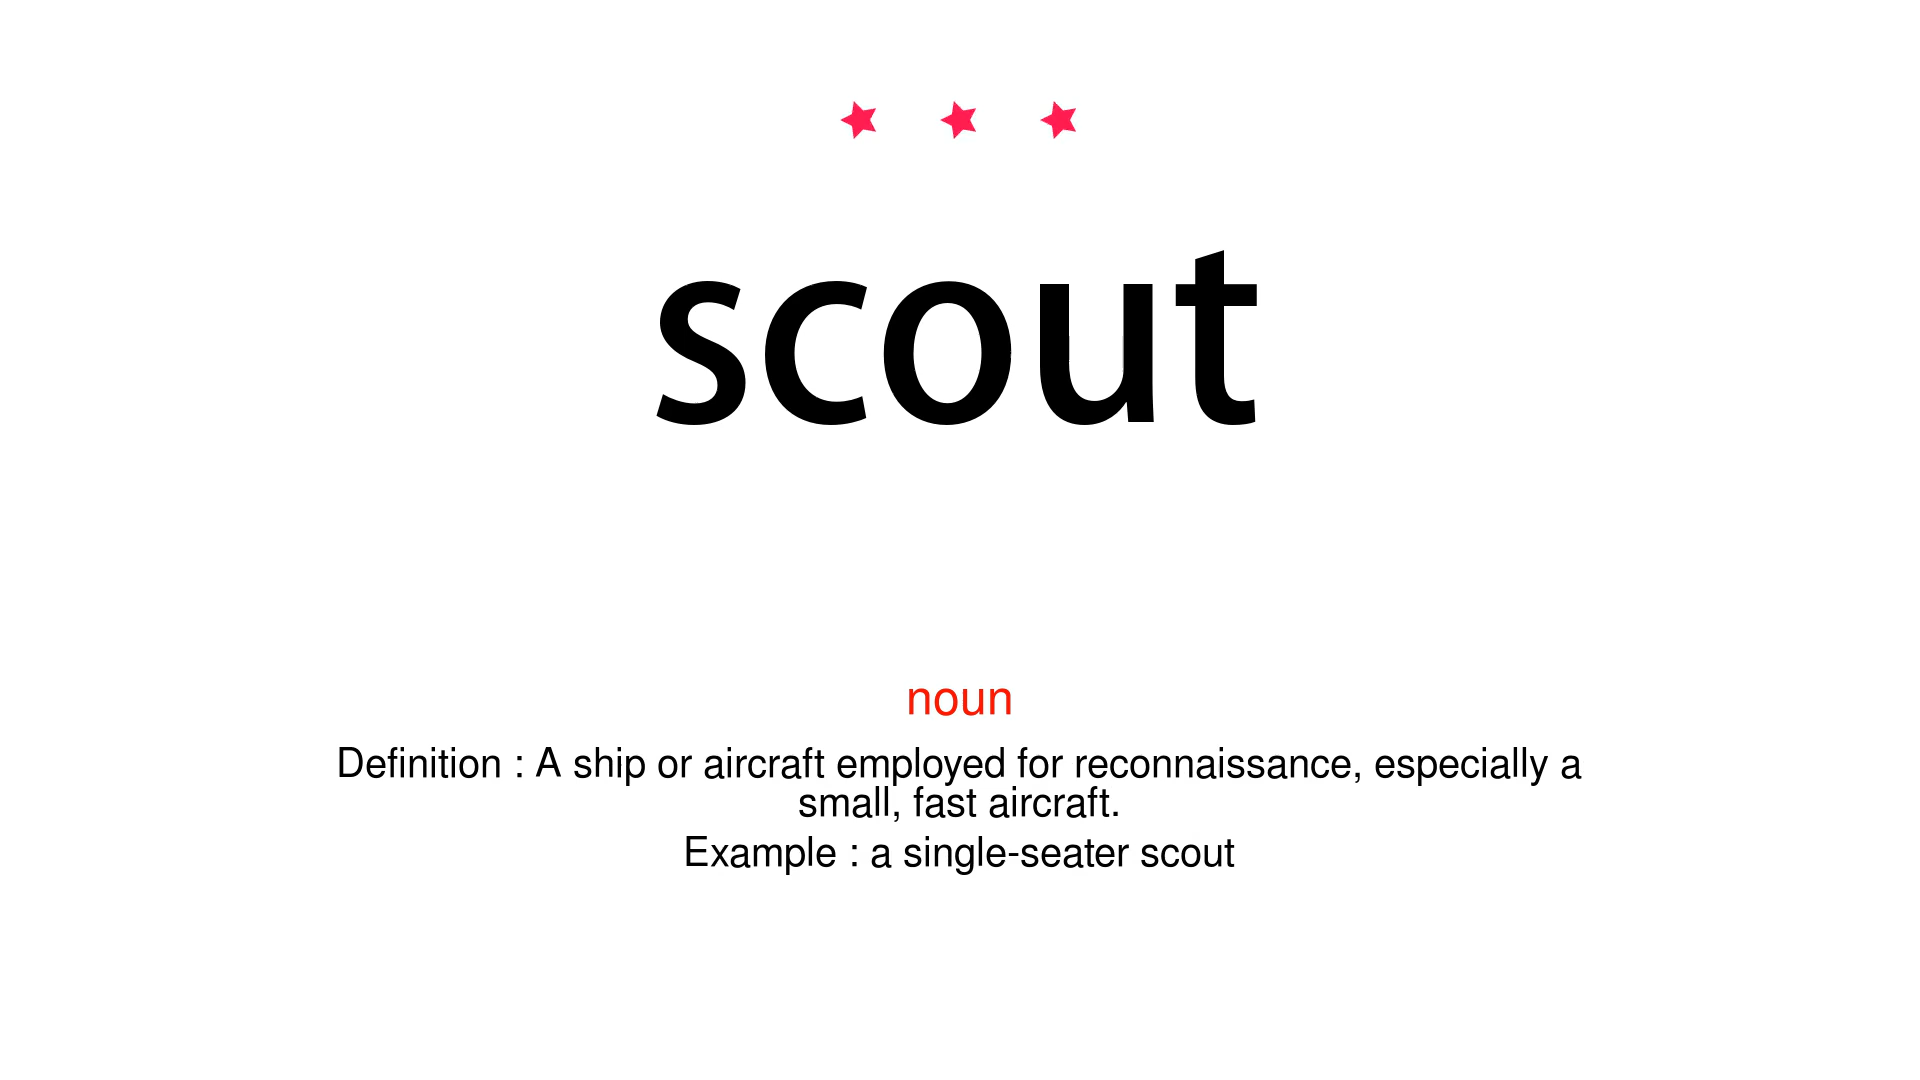 scout
noun
Definition : A ship or aircraft employed for reconnaissance, especially a
small, fast aircraft.
Example : a single-seater scout